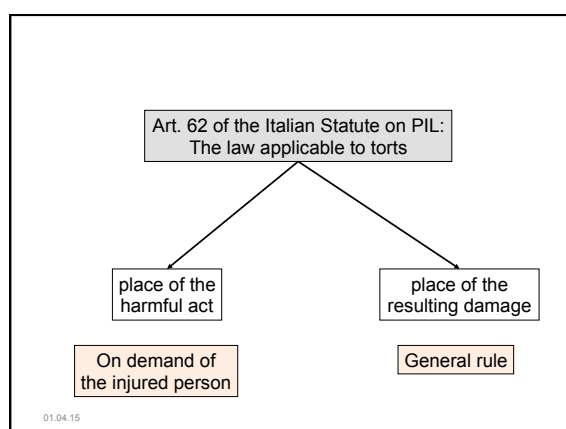 Art. 62 of the Italian Statute on PIL:
The law applicable to torts
place of the
harmful act
place of the
resulting damage
On demand of
the injured person
General rule
01.04.15